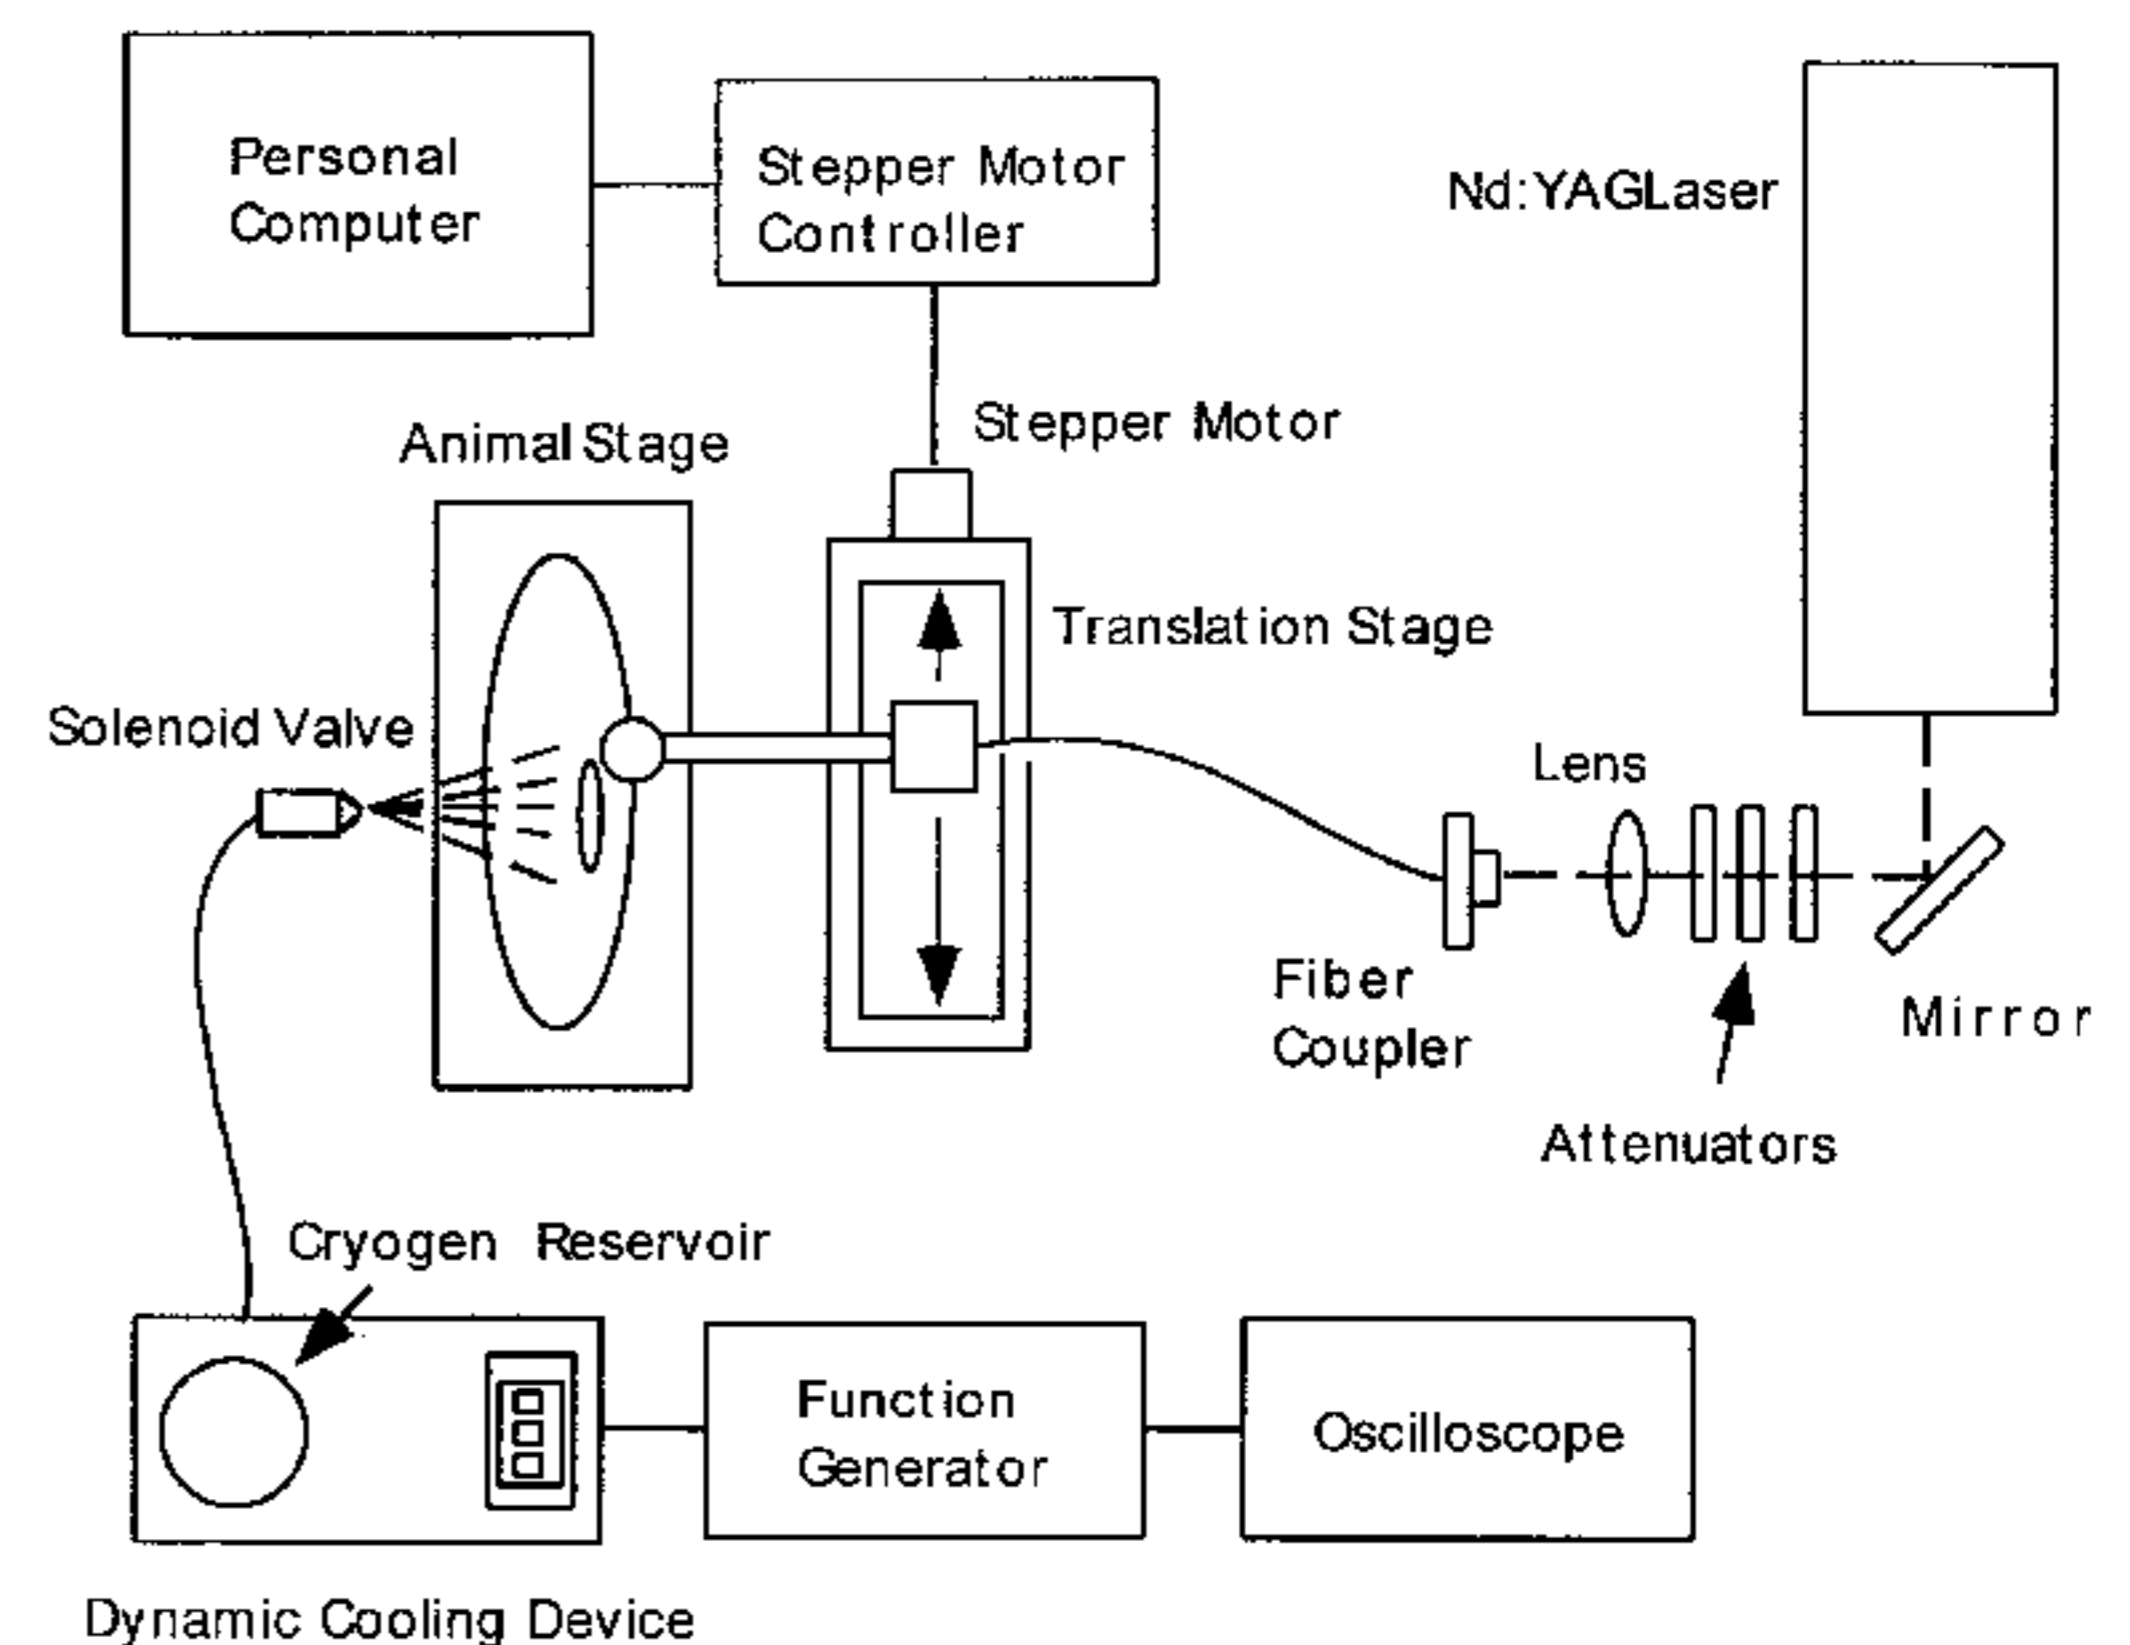 Personal
Computer
Stepper Motor
Controller
Nd:YAGLaser
Stepper Motor
Animal Stage
Translation Stage
Solenoid Valve
Lens
Fiber
Coupler
Mirror
Attenuators
Cryogen Reservoir
Function
Generator
Oscilloscope
Dynamic Cooling Device